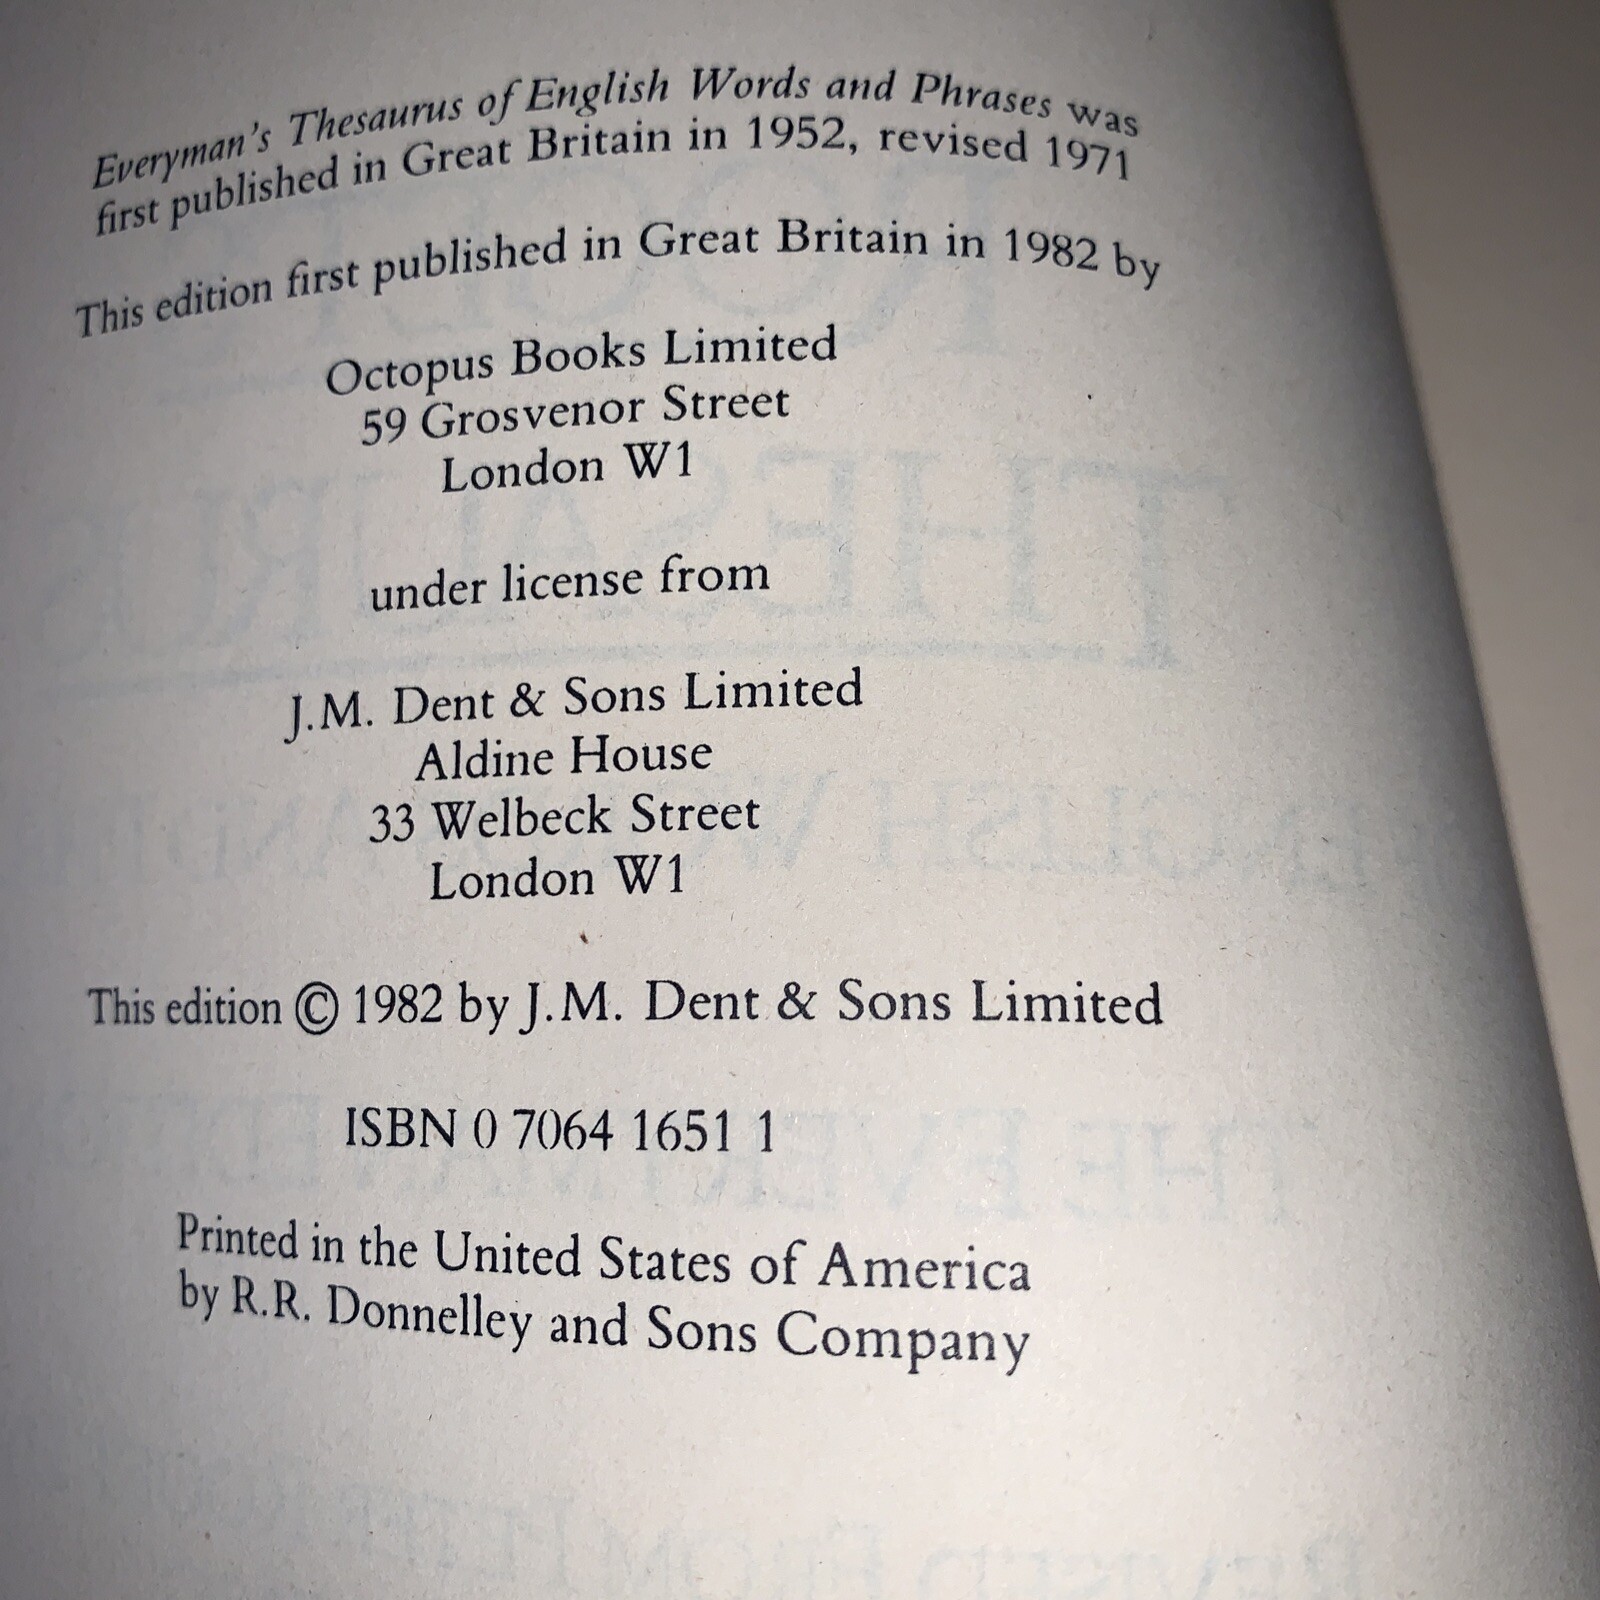 Everyman's Thesaurus of English Words and Phrases was
first published in Great Britain in 1952, revised 1971
This edition first published in Great Britain in 1982 by
Octopus Books Limited
59 Grosvenor Street
London W1
under license from
J.M. Dent & Sons Limited
Aldine House
33 Welbeck Street
London W1
This edition © 1982 by J.M. Dent & Sons Limited
ISBN 0 7064 1651 1
Printed in the United States of America
by R.R. Donnelley and Sons Company